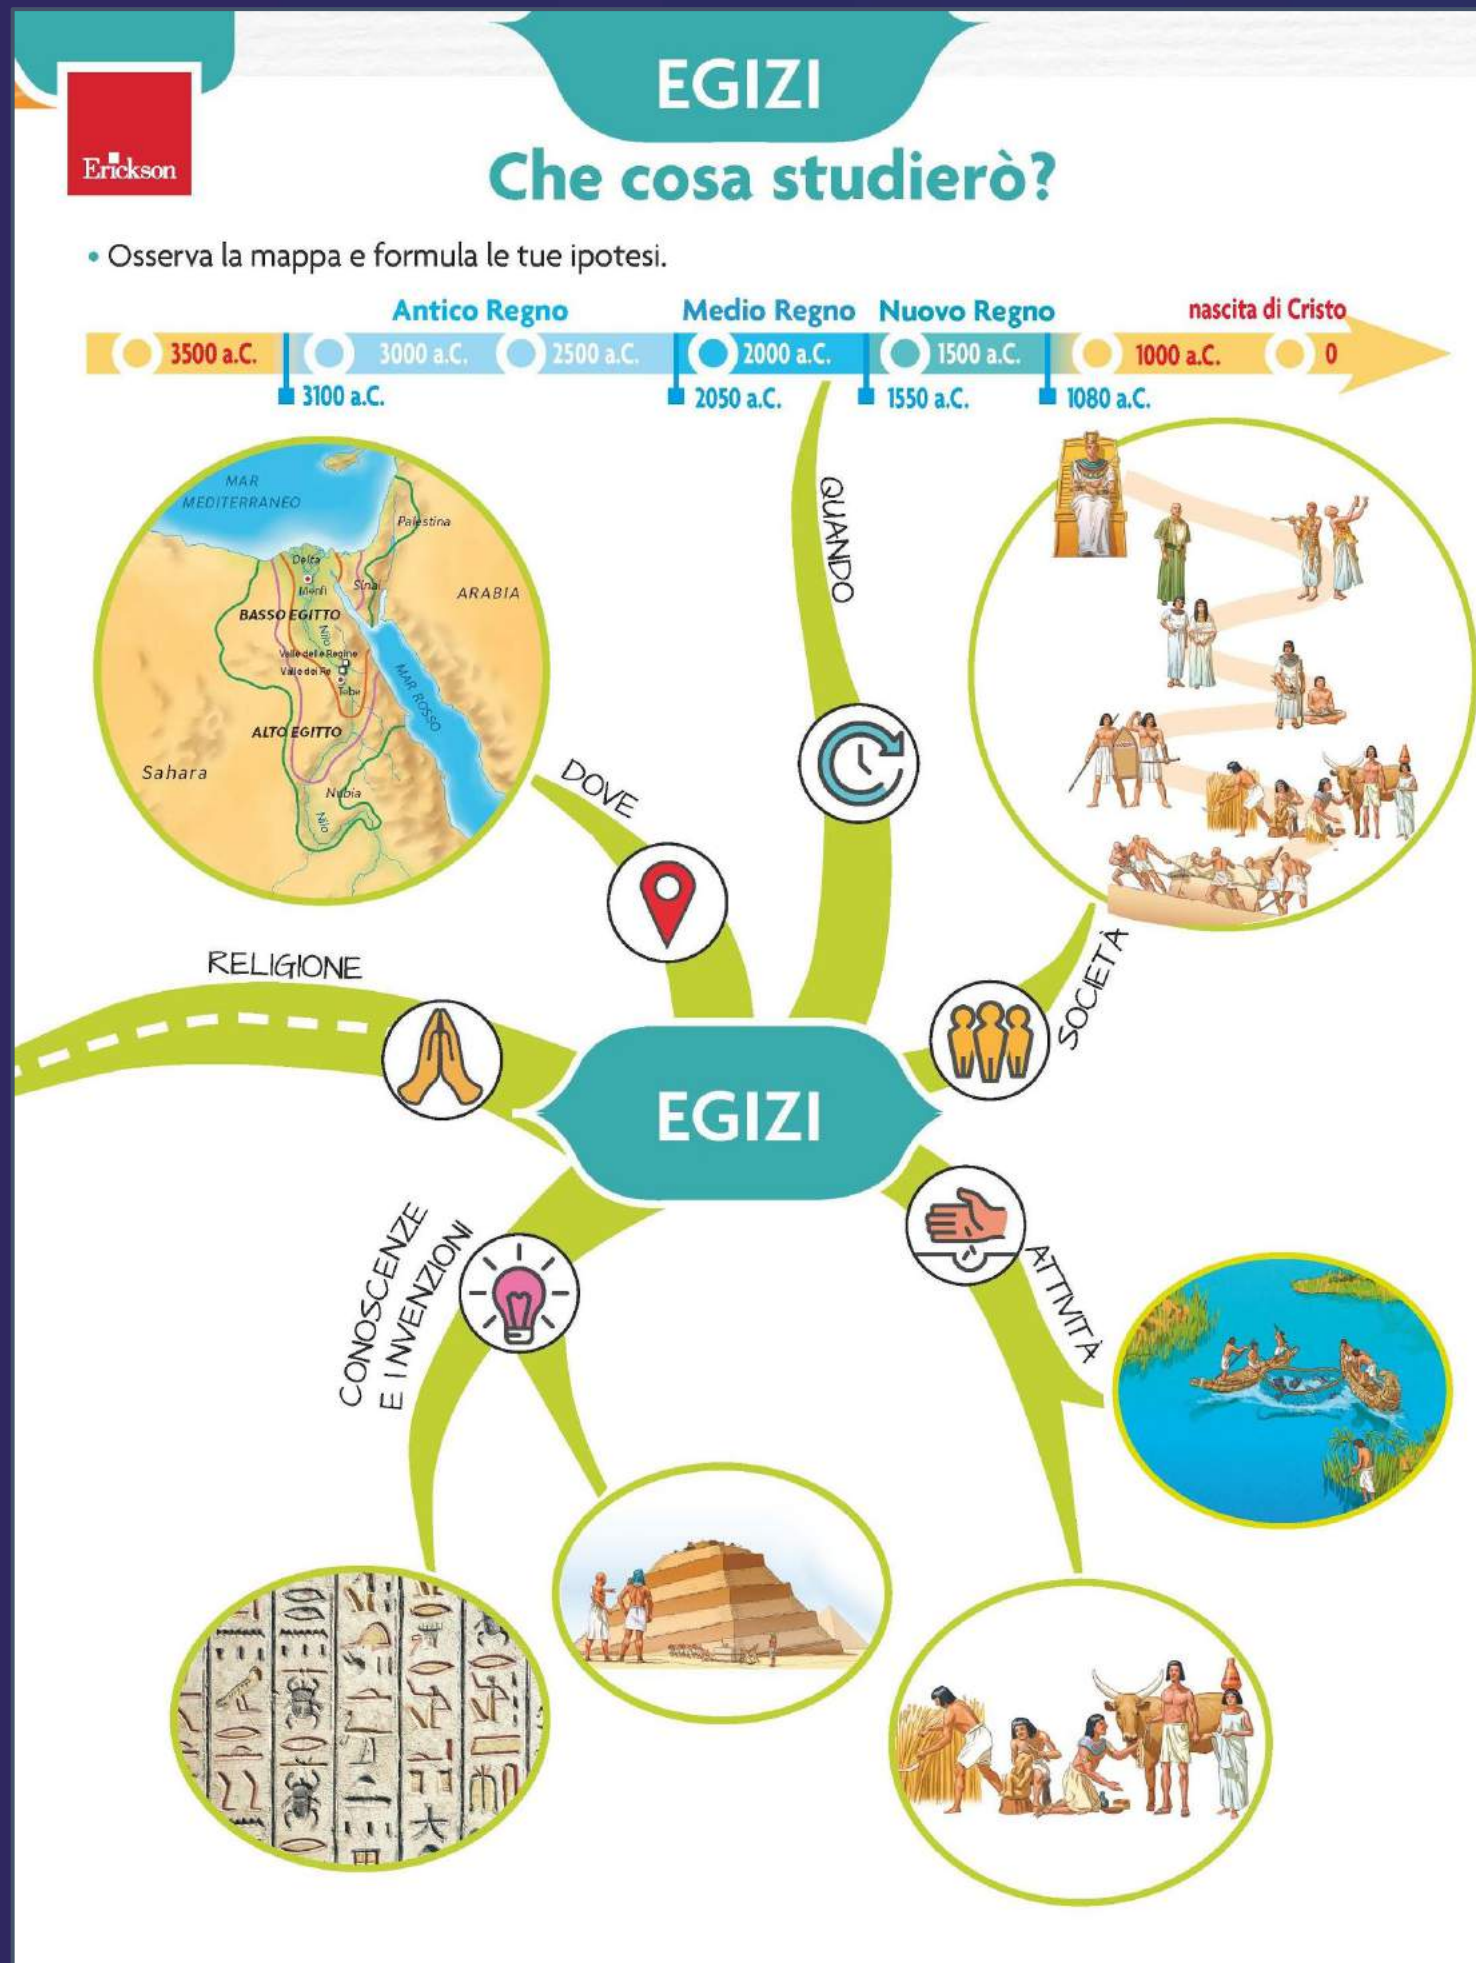 EGIZI
Erickson
Che cosa studierò?
• Osserva la mappa e formula le tue ipotesi.
Antico Regno Medio Regno Nuovo Regno nascita di Cristo
3500 a.C. 3000 a.C. 2500 a.C. 2000 a.C. 1500 a.C. 1000 a.C. 0
3100 a.C. 2050 a.C. 1550 a.C. 1080 a.C.
MAR
MEDITERRANEO
Palestina
Delta
Menfi
Sinai
ARABIA
BASSO EGITTO
Nilo
Valle delle Regine
Valle dei Re
Tebe
MAR ROSSO
ALTO EGITTO
Sahara
Nubia
Nilo
QUANDO
DOVE
SOCIETÀ
RELIGIONE
EGIZI
CONOSCENZE
E INVENZIONI
ATTIVITÀ